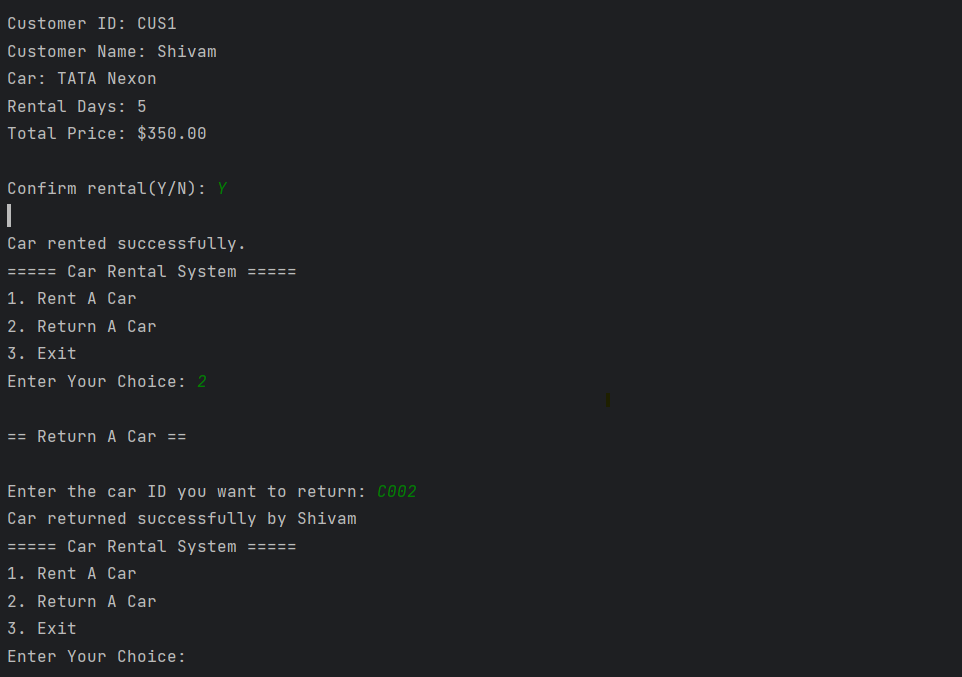 Customer ID: CUS1
Customer Name: Shivam
Car: TATA Nexon
Rental Days: 5
Total Price: $350.00
Confirm rental(Y/N): Y
Car rented successfully.
===== Car Rental System =====
1. Rent A Car
2. Return A Car
3. Exit
Enter Your Choice: 2
== Return A Car ==
Enter the car ID you want to return: C002
Car returned successfully by Shivam
===== Car Rental System =====
1. Rent A Car
2. Return A Car
3. Exit
Enter Your Choice: